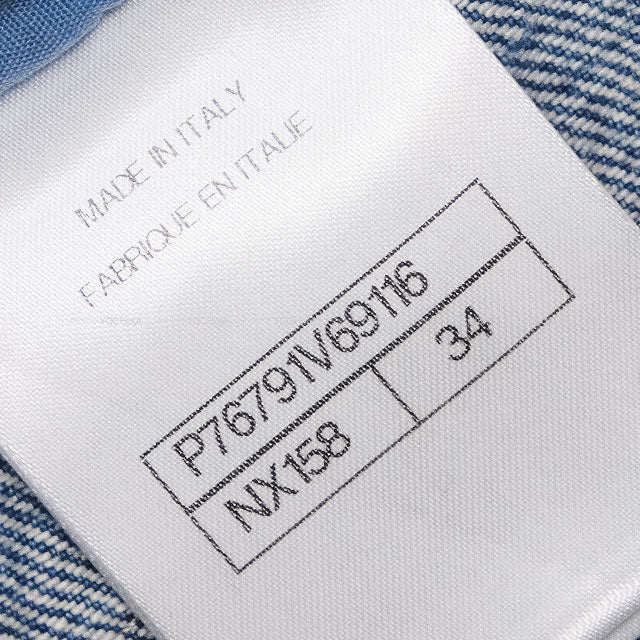 MADE IN ITALY
FABRIQUE EN ITALIE
P76791V69116
NX158
34